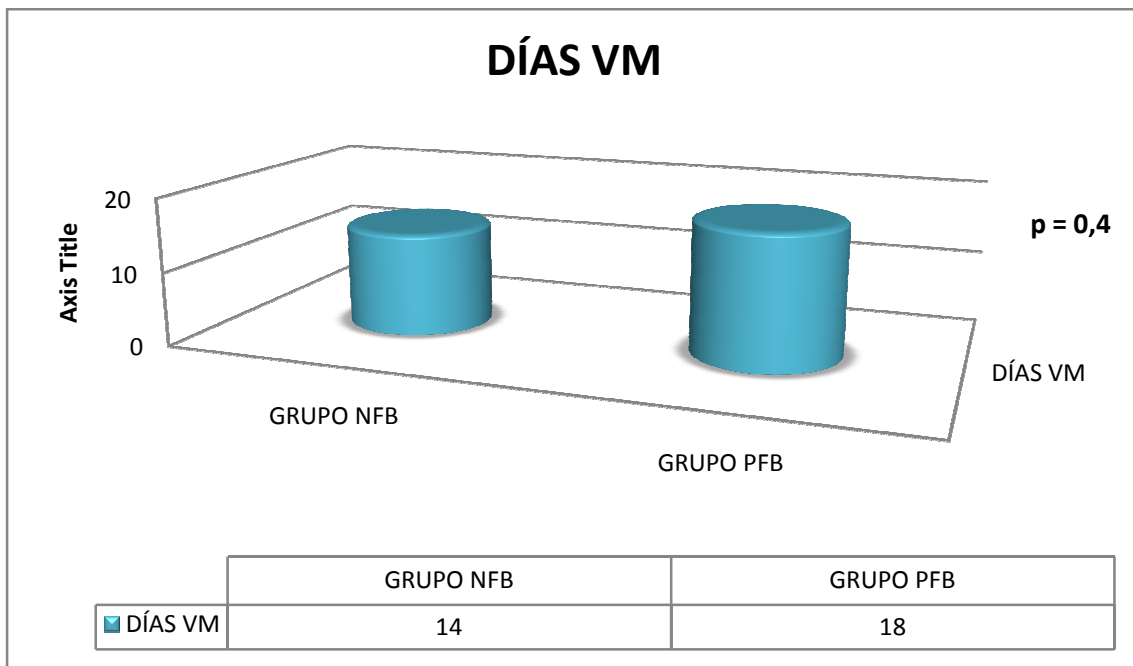 DÍAS VM
20
10
0
Axis Title
p = 0,4
DÍAS VM
GRUPO NFB
GRUPO PFB
GRUPO NFB GRUPO PFB
DÍAS VM 14 18